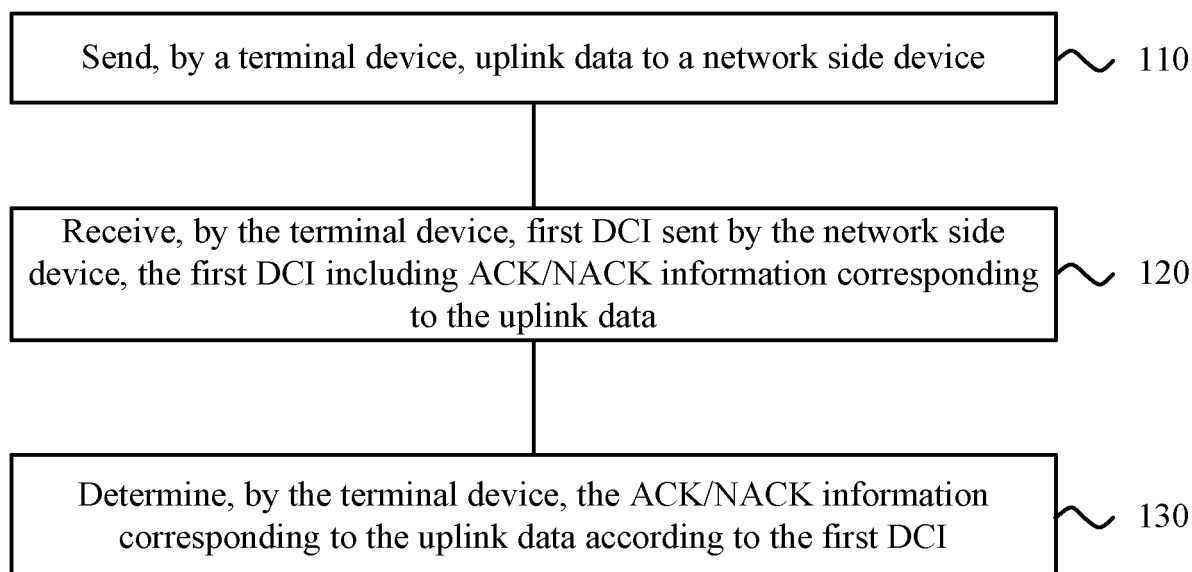 Send, by a terminal device, uplink data to a network side device
110
Receive, by the terminal device, first DCI sent by the network side
device, the first DCI including ACK/NACK information corresponding
to the uplink data
120
Determine, by the terminal device, the ACK/NACK information
corresponding to the uplink data according to the first DCI
130